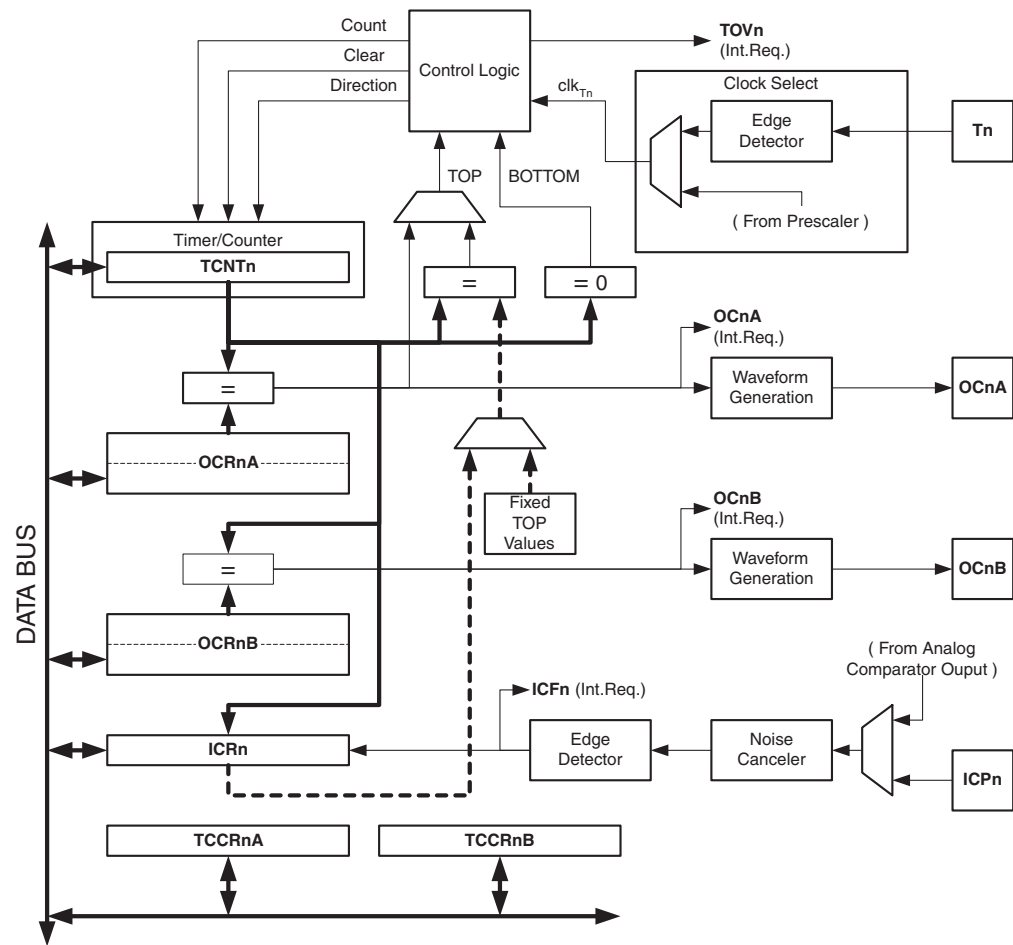 Count
Clear
Direction
Control Logic
TOVn
(Int.Req.)
clkTn
Clock Select
Edge
Detector
Tn
( From Prescaler )
TOP
BOTTOM
Timer/Counter
TCNTn
=
= 0
=
OCnA
(Int.Req.)
Waveform
Generation
OCnA
OCRnA
Fixed
TOP
Values
OCnB
(Int.Req.)
=
Waveform
Generation
OCnB
OCRnB
DATA BUS
( From Analog
Comparator Ouput )
ICFn (Int.Req.)
ICRn
Edge
Detector
Noise
Canceler
ICPn
TCCRnA
TCCRnB